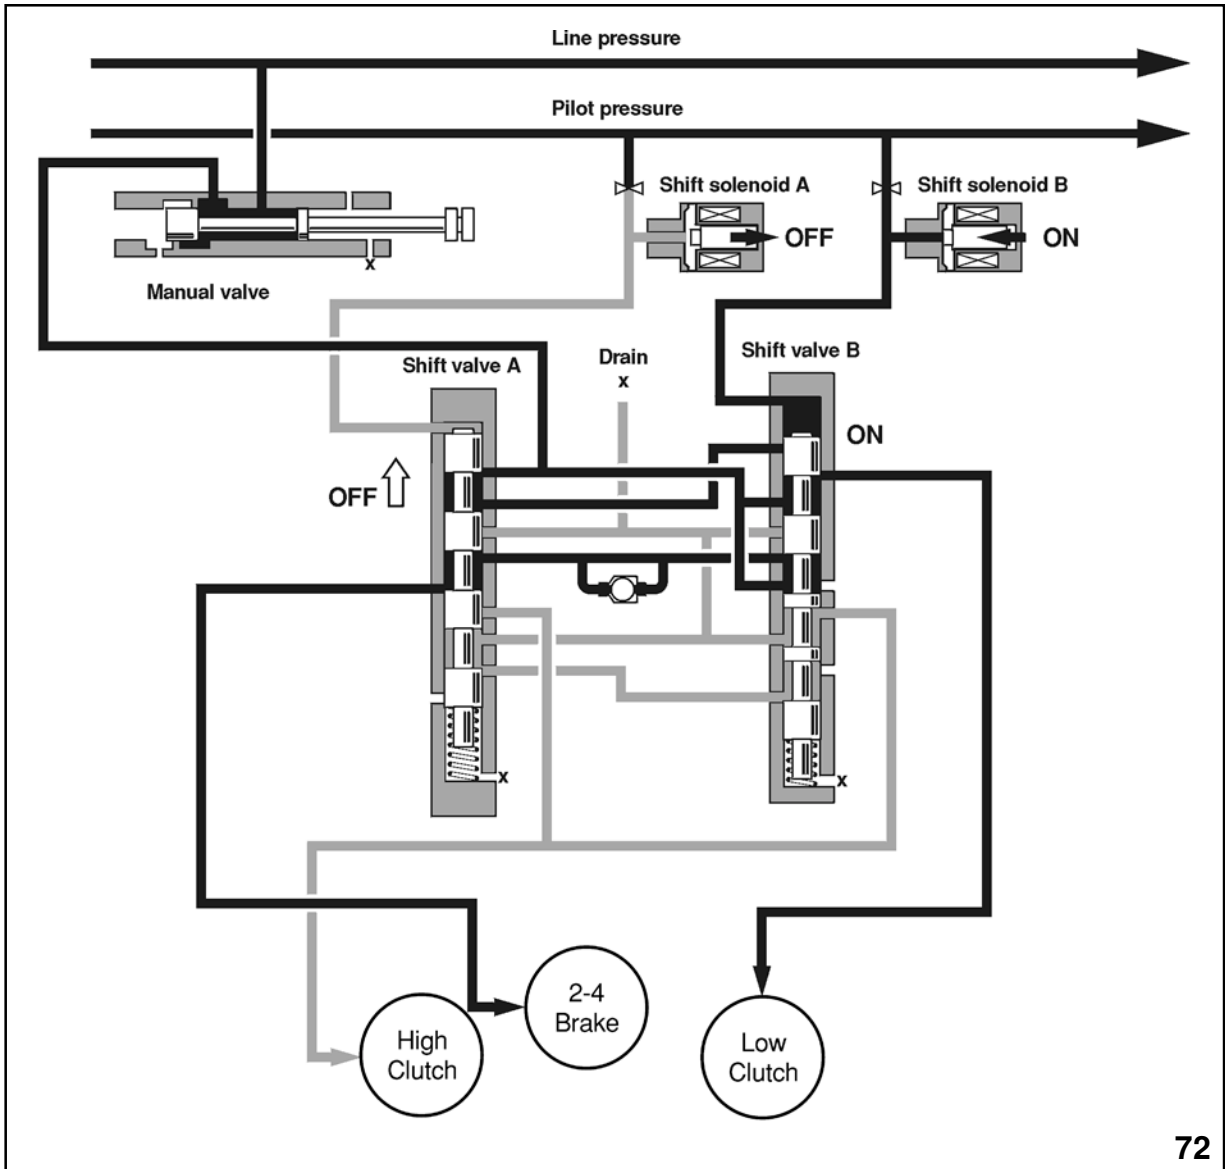 Line pressure
Pilot pressure
Shift solenoid A
Shift solenoid B
OFF
ON
x
Manual valve
Shift valve A
Drain
x
Shift valve B
ON
OFF
x
x
2-4
Brake
High
Clutch
Low
Clutch
72